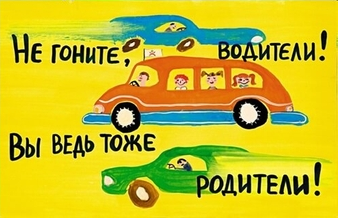 Не гоните, водители!
Вы ведь тоже
родители!